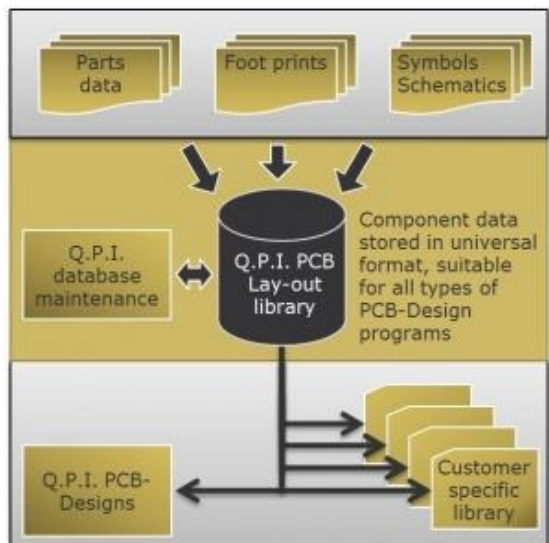 Parts
data
Foot prints
Symbols
Schematics
Q.P.I.
database
maintenance
Q.P.I. PCB
Lay-out
library
Component data
stored in universal
format, suitable
for all types of
PCB-Design
programs
Q.P.I. PCB-
Designs
Customer
specific
library